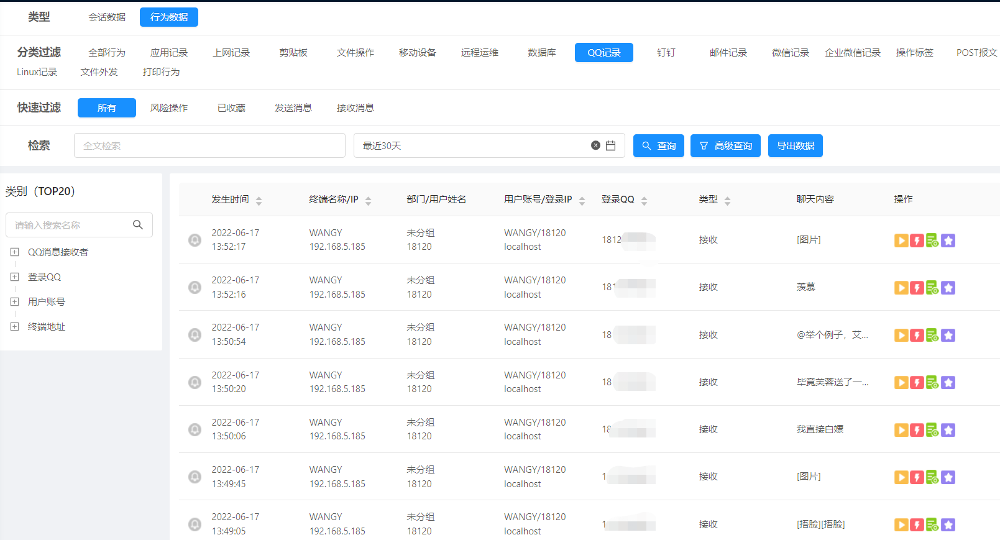 类型 会话数据 行为数据
分类过滤 全部行为 应用记录 上网记录 剪贴板 文件操作 移动设备 远程运维 数据库 QQ记录 钉钉 邮件记录 微信记录 企业微信记录 操作标签 POST报文
Linux记录 文件外发 打印行为
快速过滤 所有 风险操作 已收藏 发送消息 接收消息
检索 全文检索 最近30天 查询 高级查询 导出数据
类别（TOP20）
请输入搜索名称
QQ消息接收者
登录QQ
用户账号
终端地址
发生时间 终端名称/IP 部门/用户姓名 用户账号/登录IP 登录QQ 类型 聊天内容 操作
2022-06-17 WANGY 未分组 WANGY/18120
1812 接收 [图片]
13:52:17 192.168.5.185 18120 localhost
2022-06-17 WANGY 未分组 WANGY/18120
181 接收 羡慕
13:52:16 192.168.5.185 18120 localhost
2022-06-17 WANGY 未分组 WANGY/18120
18 接收 @举个例子，艾...
13:50:54 192.168.5.185 18120 localhost
2022-06-17 WANGY 未分组 WANGY/18120
18 接收 毕竟芙蓉送了一...
13:50:20 192.168.5.185 18120 localhost
2022-06-17 WANGY 未分组 WANGY/18120
18 接收 我直接白嫖
13:50:06 192.168.5.185 18120 localhost
2022-06-17 WANGY 未分组 WANGY/18120
1 接收 [图片]
13:49:45 192.168.5.185 18120 localhost
2022-06-17 WANGY 未分组 WANGY/18120
1 接收 [捂脸][捂脸]
13:49:05 192.168.5.185 18120 localhost